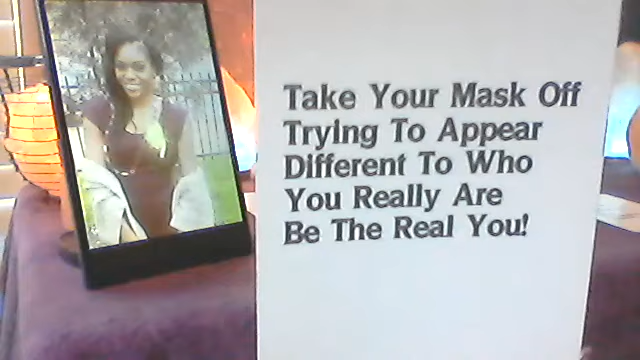 Take Your Mask Off
Trying To Appear
Different To Who
You Really Are
Be The Real You!